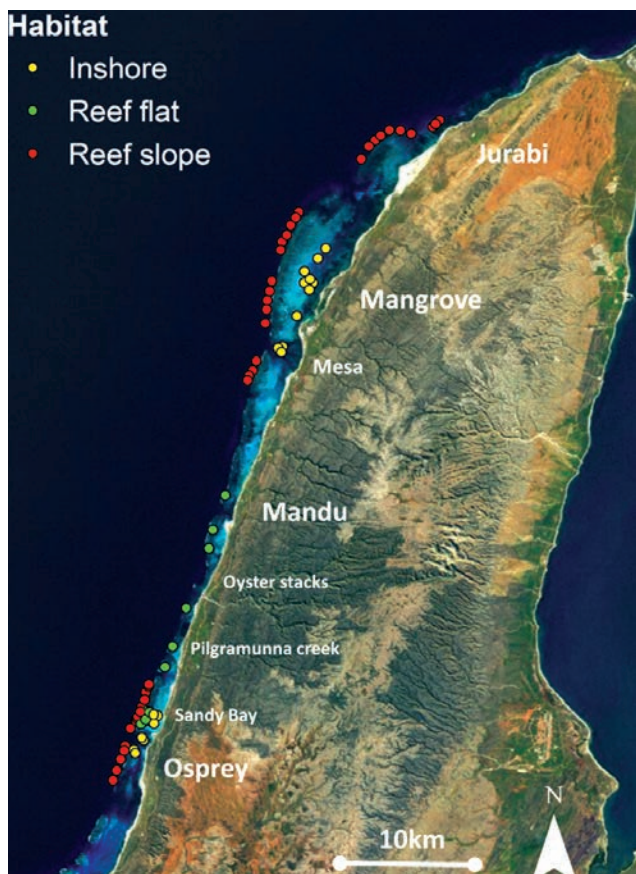 Habitat
Inshore
Reef flat
Reef slope
Jurabi
Mangrove
Mesa
Mandu
Oyster stacks
Pilgramunna creek
Sandy Bay
Osprey
10km
N